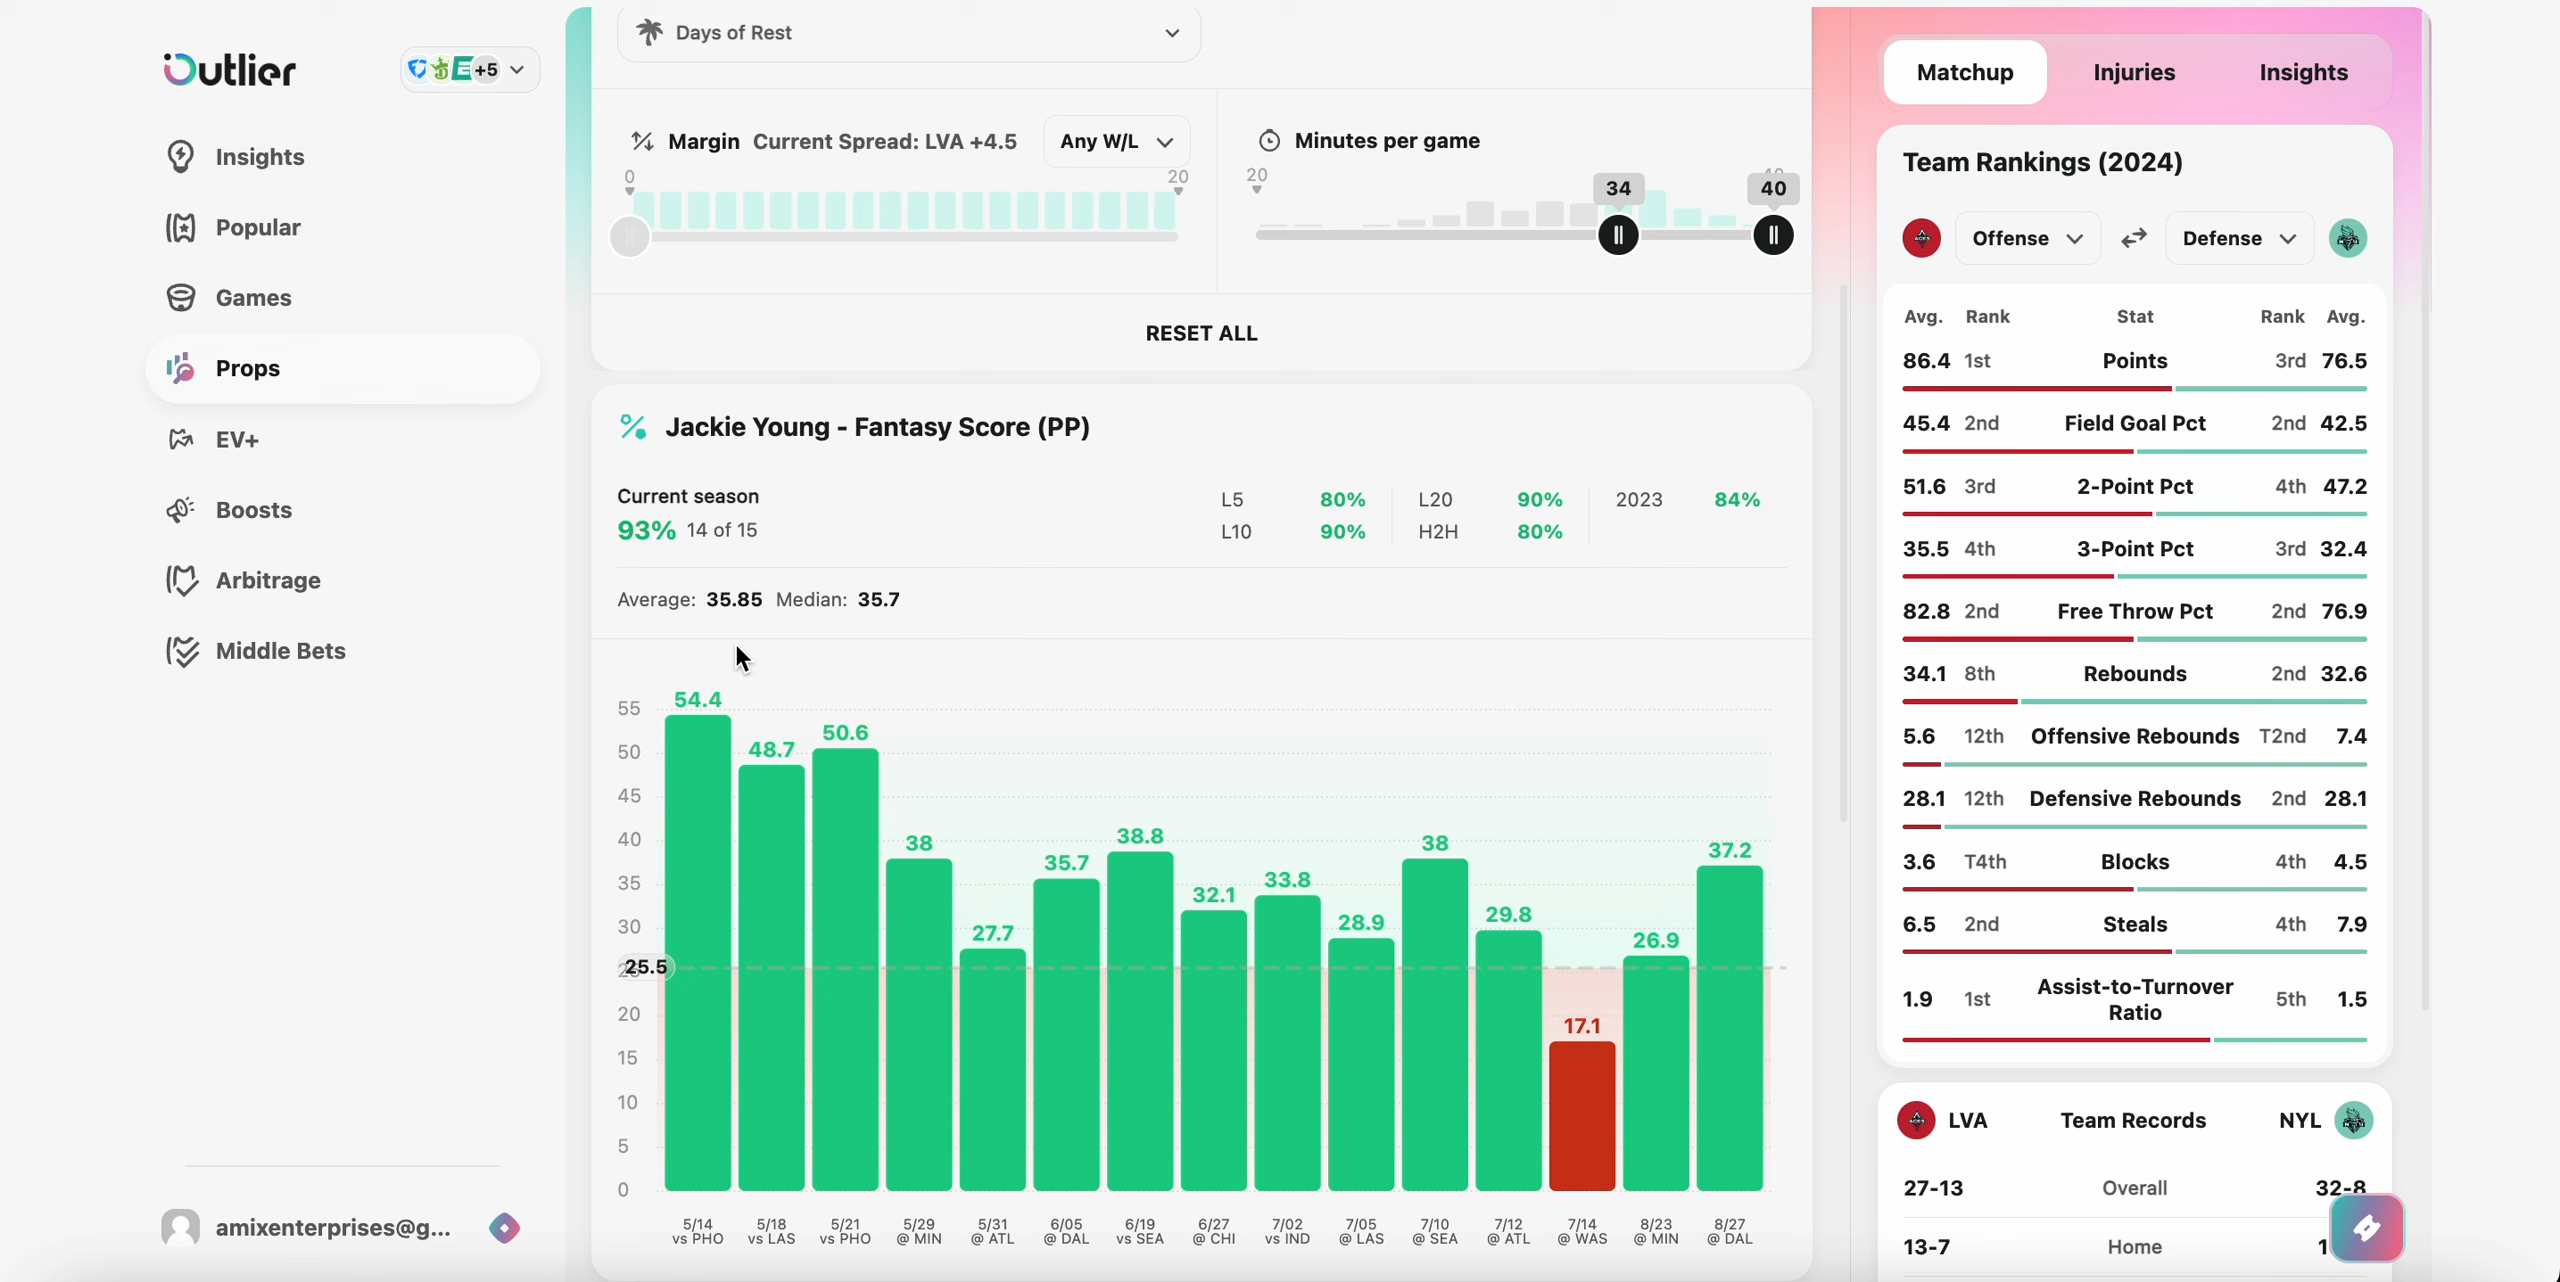 Outlier
+5
Insights
Popular
Games
Props
EV+
Boosts
Arbitrage
Middle Bets
amixenterprises@g...
Days of Rest
Margin Current Spread: LVA +4.5 Any W/L
0 20
Minutes per game
20
34 40
RESET ALL
Jackie Young - Fantasy Score (PP)
Current season
93% 14 of 15
L5 80% L20 90% 2023 84%
L10 90% H2H 80%
Average: 35.85 Median: 35.7
55
50
45
40
35
30
25.5
20
15
10
5
0
54.4
48.7
50.6
38
27.7
35.7
38.8
32.1
33.8
28.9
38
29.8
17.1
26.9
37.2
5/14 5/18 5/21 5/29 5/31 6/05 6/19 6/27 7/02 7/05 7/10 7/12 7/14 8/23 8/27
vs PHO vs LAS vs PHO @ MIN @ ATL @ DAL vs SEA @ CHI vs IND @ LAS @ SEA @ ATL @ WAS @ MIN @ DAL
Matchup Injuries Insights
Team Rankings (2024)
Offense Defense
Avg. Rank Stat Rank Avg.
86.4 1st Points 3rd 76.5
45.4 2nd Field Goal Pct 2nd 42.5
51.6 3rd 2-Point Pct 4th 47.2
35.5 4th 3-Point Pct 3rd 32.4
82.8 2nd Free Throw Pct 2nd 76.9
34.1 8th Rebounds 2nd 32.6
5.6 12th Offensive Rebounds T2nd 7.4
28.1 12th Defensive Rebounds 2nd 28.1
3.6 T4th Blocks 4th 4.5
6.5 2nd Steals 4th 7.9
1.9 1st Assist-to-Turnover Ratio 5th 1.5
LVA Team Records NYL
27-13 Overall 32-8
13-7 Home